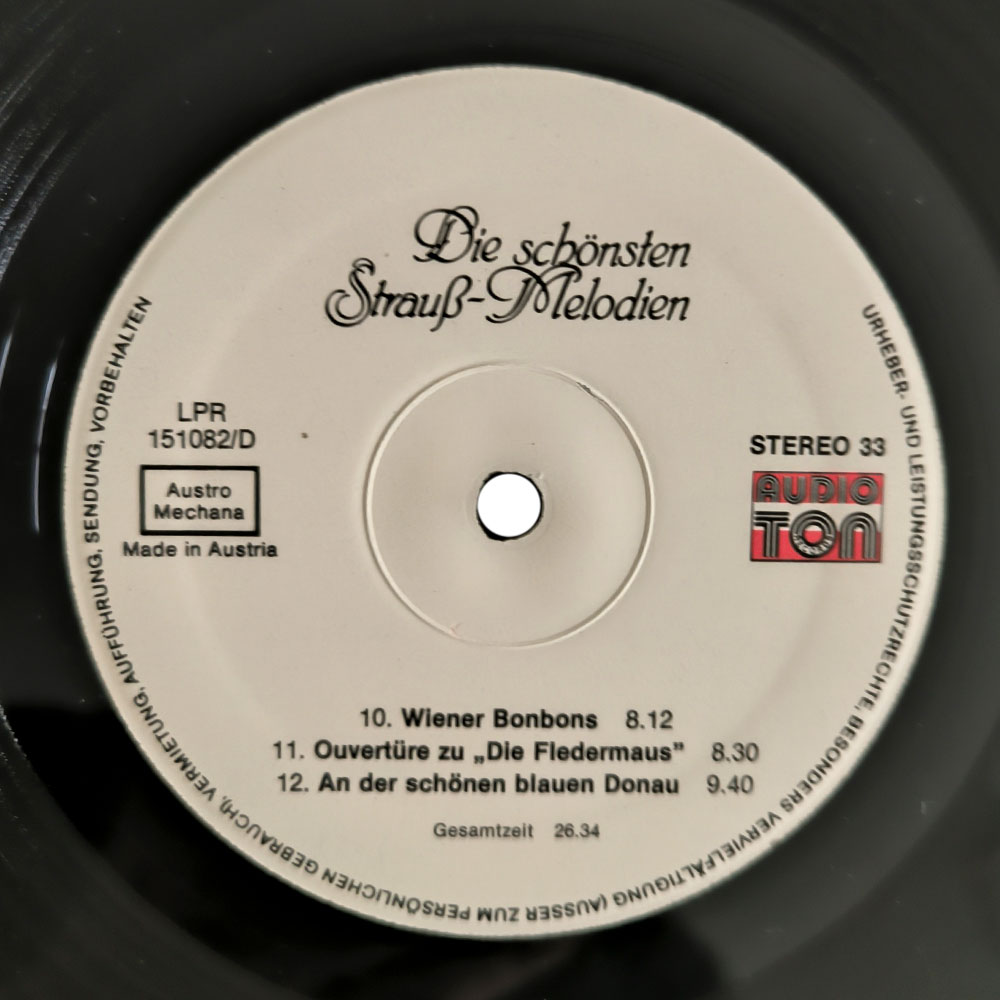 Die schönsten
Strauß-Melodien
LPR
151082/D
Austro
Mechana
Made in Austria
STEREO 33
AUDIO
TON
10. Wiener Bonbons 8.12
11. Ouvertüre zu „Die Fledermaus” 8.30
12. An der schönen blauen Donau 9.40
Gesamtzeit 26.34
URHEBER- UND LEISTUNGSSCHUTZRECHTE, BESONDERS VERVIELFÄLTIGUNG (AUSSER ZUM PERSÖNLICHEN GEBRAUCH), VERMIETUNG, AUFFÜHRUNG, SENDUNG, VORBEHALTEN